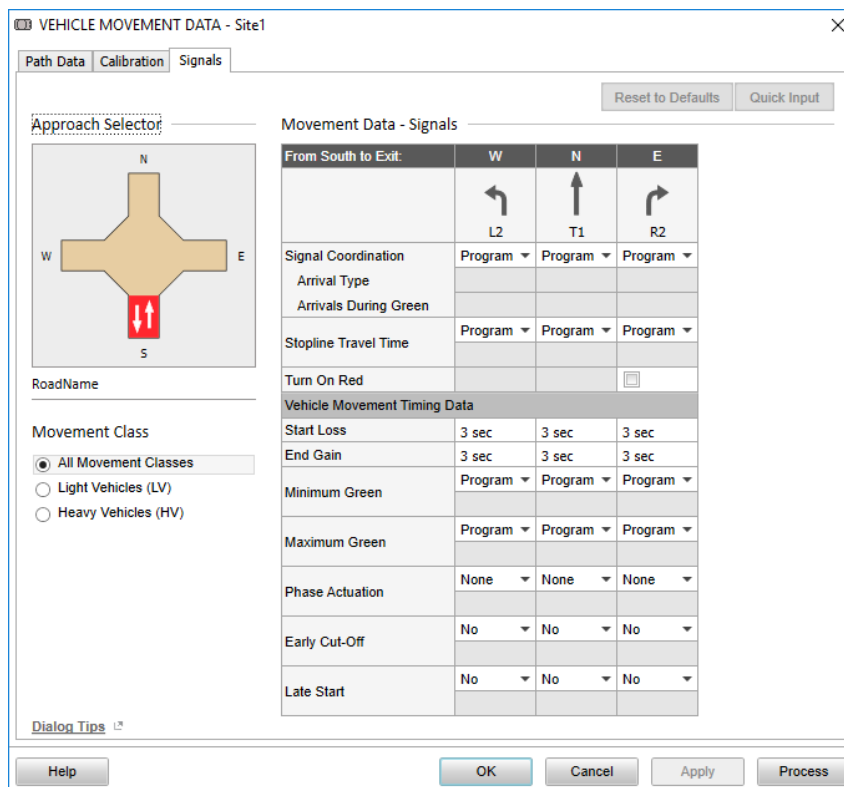 VEHICLE MOVEMENT DATA - Site1
Path Data Calibration Signals
Reset to Defaults Quick Input
Approach Selector
N
W E
S
RoadName
Movement Class
All Movement Classes
Light Vehicles (LV)
Heavy Vehicles (HV)
Dialog Tips
Movement Data - Signals
From South to Exit: W N E
L2 T1 R2
Signal Coordination Program Program Program
Arrival Type
Arrivals During Green
Stopline Travel Time Program Program Program
Turn On Red
Vehicle Movement Timing Data
Start Loss 3 sec 3 sec 3 sec
End Gain 3 sec 3 sec 3 sec
Minimum Green Program Program Program
Maximum Green Program Program Program
Phase Actuation None None None
Early Cut-Off No No No
Late Start No No No
Help OK Cancel Apply Process